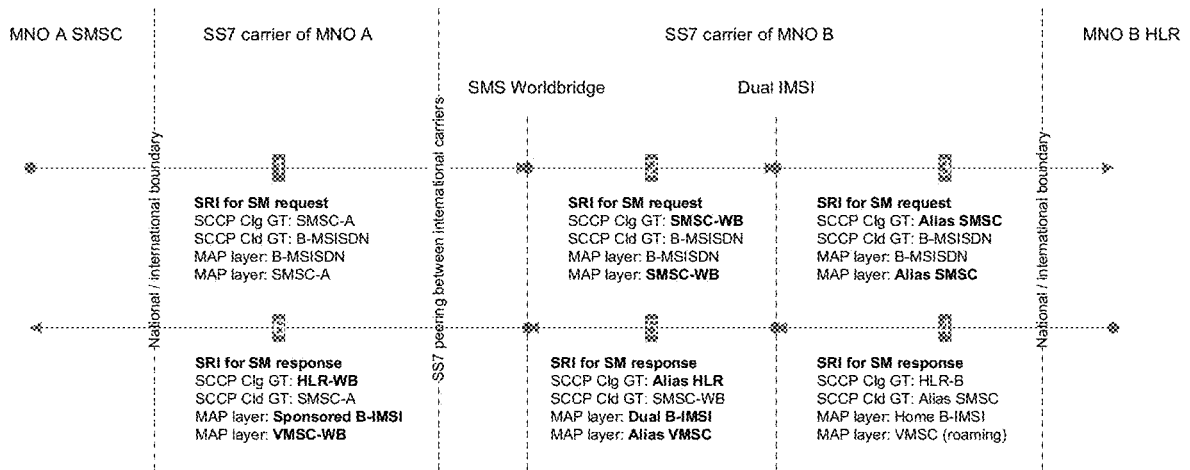 MNO A SMSC
SS7 carrier of MNO A
SS7 carrier of MNO B
MNO B HLR
SMS Worldbridge
Dual IMSI
National / international boundary
SS7 peering between international carriers
National / international boundary
SRI for SM request
SCCP Clg GT: SMSC-A
SCCP Cld GT: B-MSISDN
MAP layer: B-MSISDN
MAP layer: SMSC-A
SRI for SM request
SCCP Clg GT: SMSC-WB
SCCP Cld GT: B-MSISDN
MAP layer: B-MSISDN
MAP layer: SMSC-WB
SRI for SM request
SCCP Clg GT: Alias SMSC
SCCP Cld GT: B-MSISDN
MAP layer: B-MSISDN
MAP layer: Alias SMSC
SRI for SM response
SCCP Clg GT: HLR-WB
SCCP Cld GT: SMSC-A
MAP layer: Sponsored B-IMSI
MAP layer: VMSC-WB
SRI for SM response
SCCP Clg GT: Alias HLR
SCCP Cld GT: SMSC-WB
MAP layer: Dual B-IMSI
MAP layer: Alias VMSC
SRI for SM response
SCCP Clg GT: HLR-B
SCCP Cld GT: Alias SMSC
MAP layer: Home B-IMSI
MAP layer: VMSC (roaming)